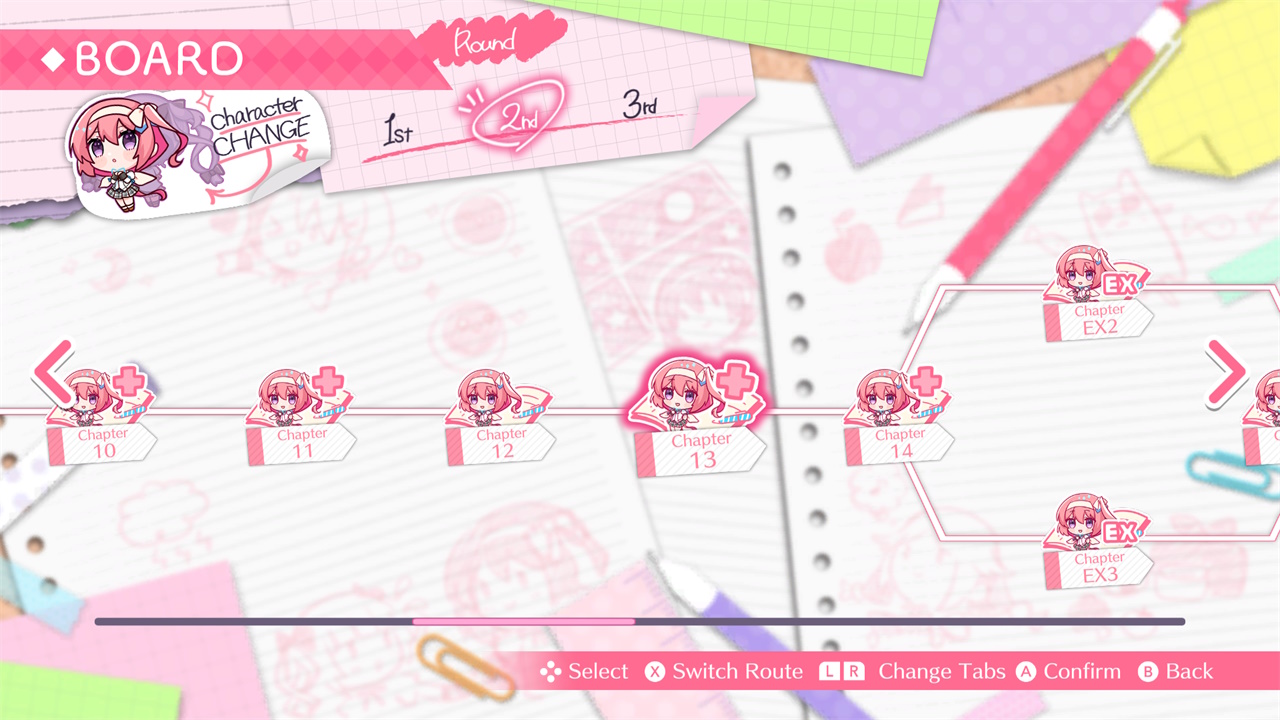 BOARD
Round
Character
CHANGE
1st
2nd
3rd
EX
Chapter
EX2
Chapter
10
Chapter
11
Chapter
12
Chapter
13
Chapter
14
EX
Chapter
EX3
Select
X Switch Route
L R Change Tabs
A Confirm
B Back